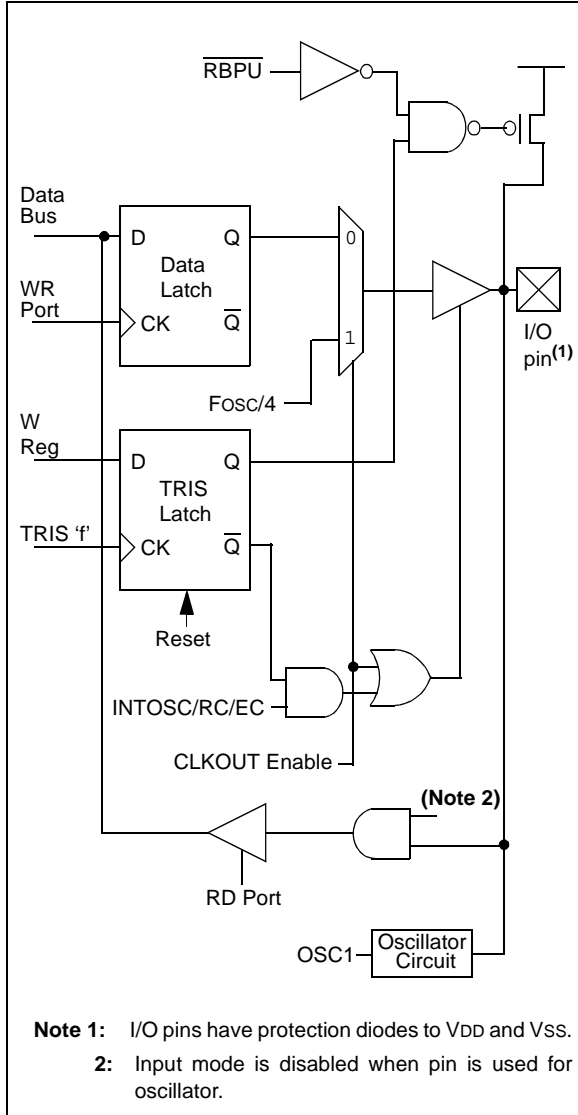 RBPU
Data
Bus
D
Q
Data
Latch
WR
Port
CK
Q
0
1
I/O
pin(1)
FOSC/4
W
Reg
D
Q
TRIS
Latch
TRIS ‘f’
CK
Q
Reset
INTOSC/RC/EC
CLKOUT Enable
(Note 2)
RD Port
OSC1
Oscillator
Circuit
Note 1: I/O pins have protection diodes to VDD and VSS.
2: Input mode is disabled when pin is used for
oscillator.